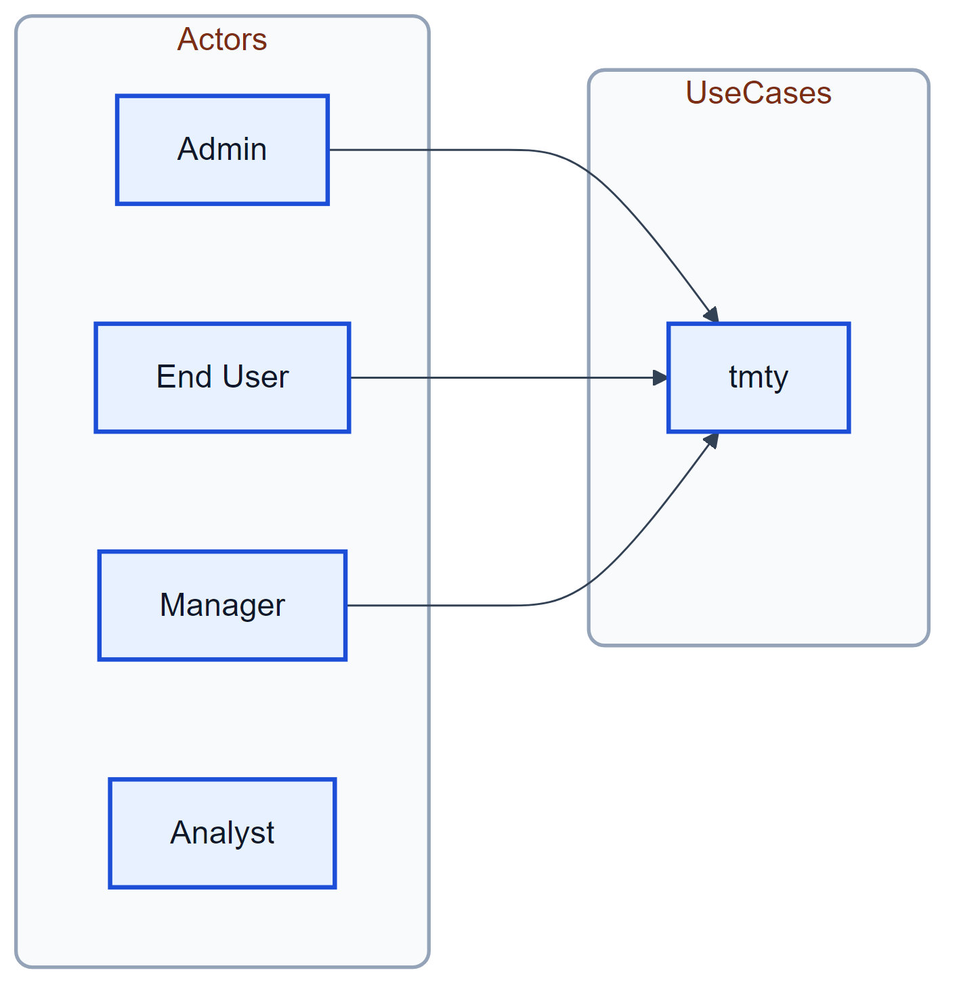 Actors
Admin
End User
Manager
Analyst
UseCases
tmty